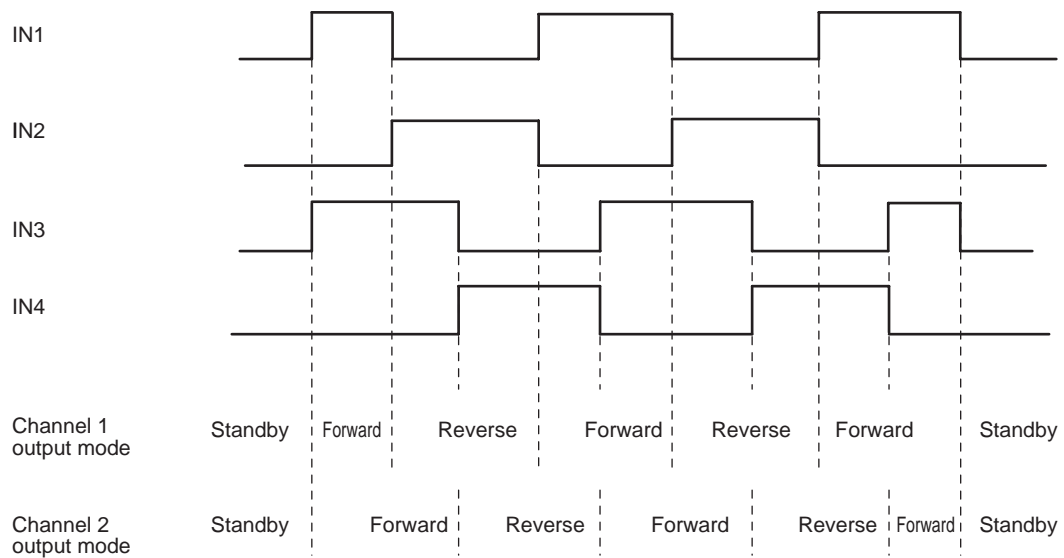 IN1
IN2
IN3
IN4
Channel 1
output mode
Standby Forward Reverse Forward Reverse Forward Standby
Channel 2
output mode
Standby Forward Reverse Forward Reverse Forward Standby